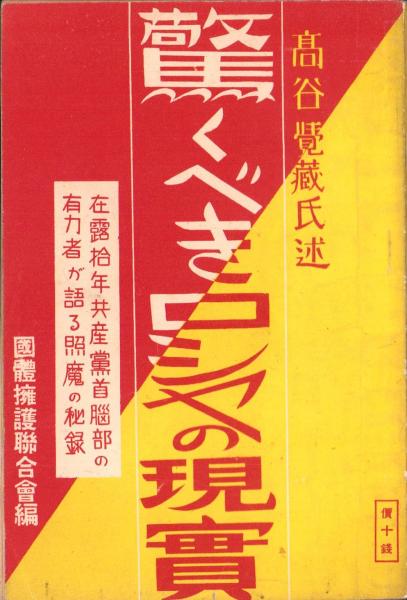 高谷覺藏氏述
驚くべきロシヤの現實
在露拾年共産黨首腦部の
有力者が語る照魔の秘録
國體擁護聯合會編
價十錢